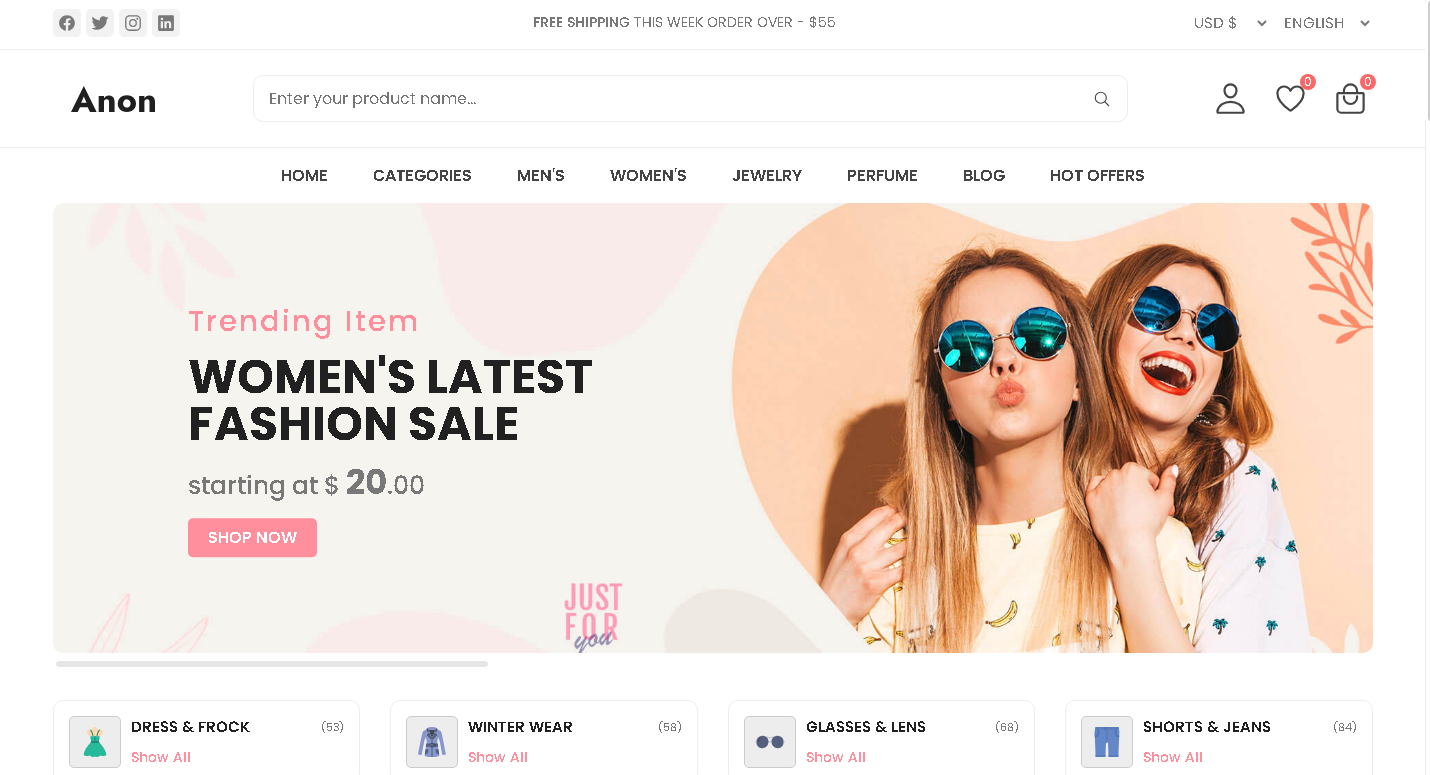 FREE SHIPPING THIS WEEK ORDER OVER - $55
USD $ ENGLISH
Anon
Enter your product name...
0
0
HOME CATEGORIES MEN'S WOMEN'S JEWELRY PERFUME BLOG HOT OFFERS
Trending Item
WOMEN'S LATEST
FASHION SALE
starting at $ 20.00
SHOP NOW
JUST
FOR
you
DRESS & FROCK (53)
Show All
WINTER WEAR (58)
Show All
GLASSES & LENS (68)
Show All
SHORTS & JEANS (84)
Show All